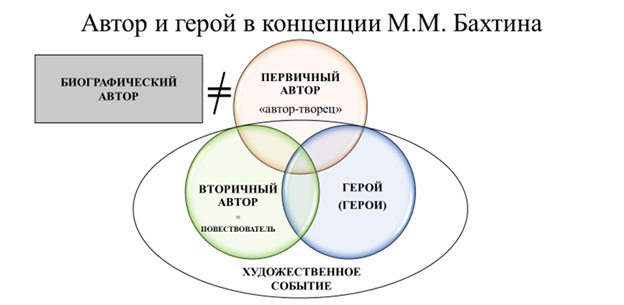 Автор и герой в концепции М.М. Бахтина
БИОГРАФИЧЕСКИЙ
АВТОР
≠
ПЕРВИЧНЫЙ
АВТОР
«автор-творец»
ВТОРИЧНЫЙ
АВТОР
=
ПОВЕСТВОВАТЕЛЬ
ГЕРОЙ
(ГЕРОИ)
ХУДОЖЕСТВЕННОЕ
СОБЫТИЕ